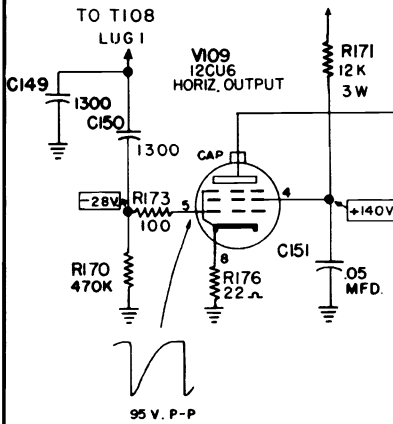 TO T108
LUG 1
C149
1300
C150
1300
V109
12CU6
HORIZ. OUTPUT
CAP
R171
12K
3W
-28V
R173
100
5
4
+140V
8
R170
470K
R176
22 Ω
C151
.05
MFD.
95 V. P-P